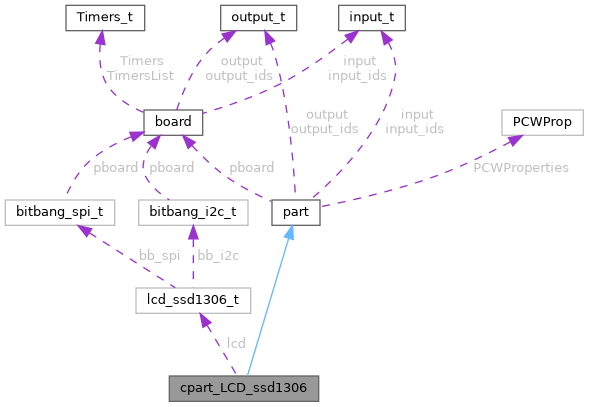 Timers_t
output_t
input_t
Timers
TimersList
output
output_ids
input
input_ids
board
output
output_ids
input
input_ids
PCWProp
pboard
pboard
pboard
PCWProperties
bitbang_spi_t
bitbang_i2c_t
part
bb_spi
bb_i2c
lcd_ssd1306_t
lcd
cpart_LCD_ssd1306